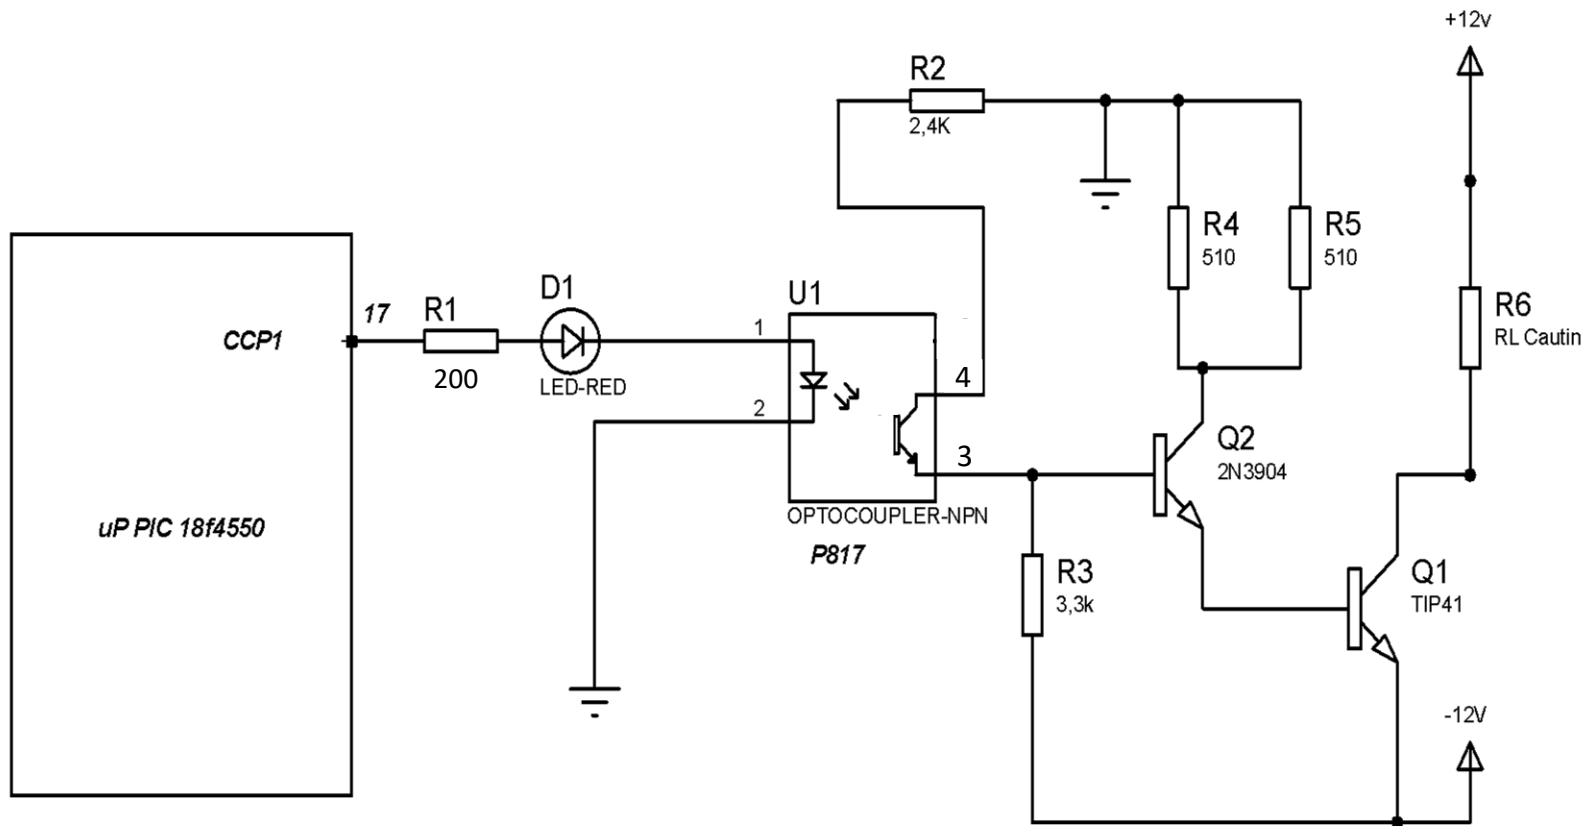 +12v
R2
2,4K
R4
510
R5
510
R6
RL Cautin
uP PIC 18f4550
CCP1
17
R1
200
D1
LED-RED
U1
1
2
4
3
OPTOCOUPLER-NPN
P817
R3
3,3k
Q2
2N3904
Q1
TIP41
-12V